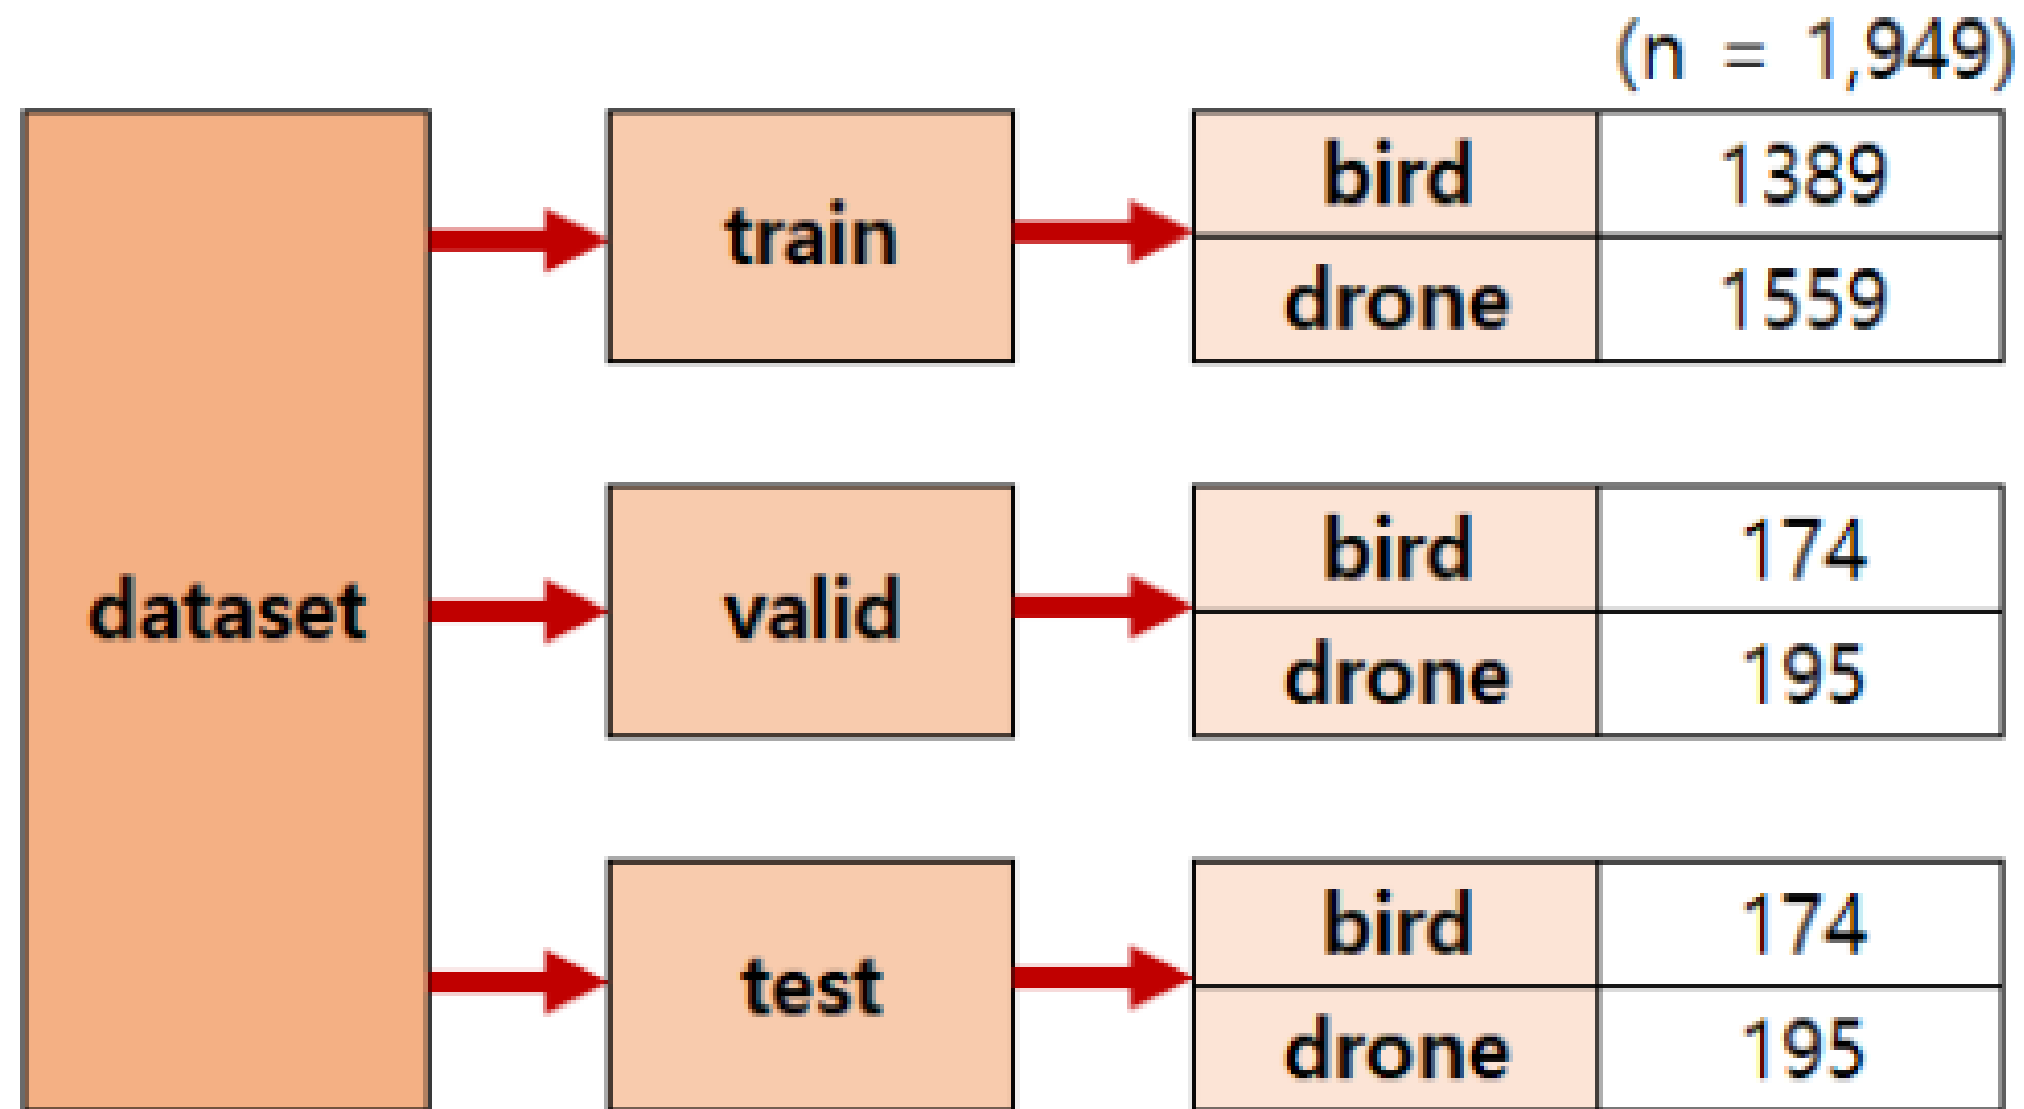 (n = 1,949)
dataset
train
bird 1389
drone 1559
valid
bird 174
drone 195
test
bird 174
drone 195